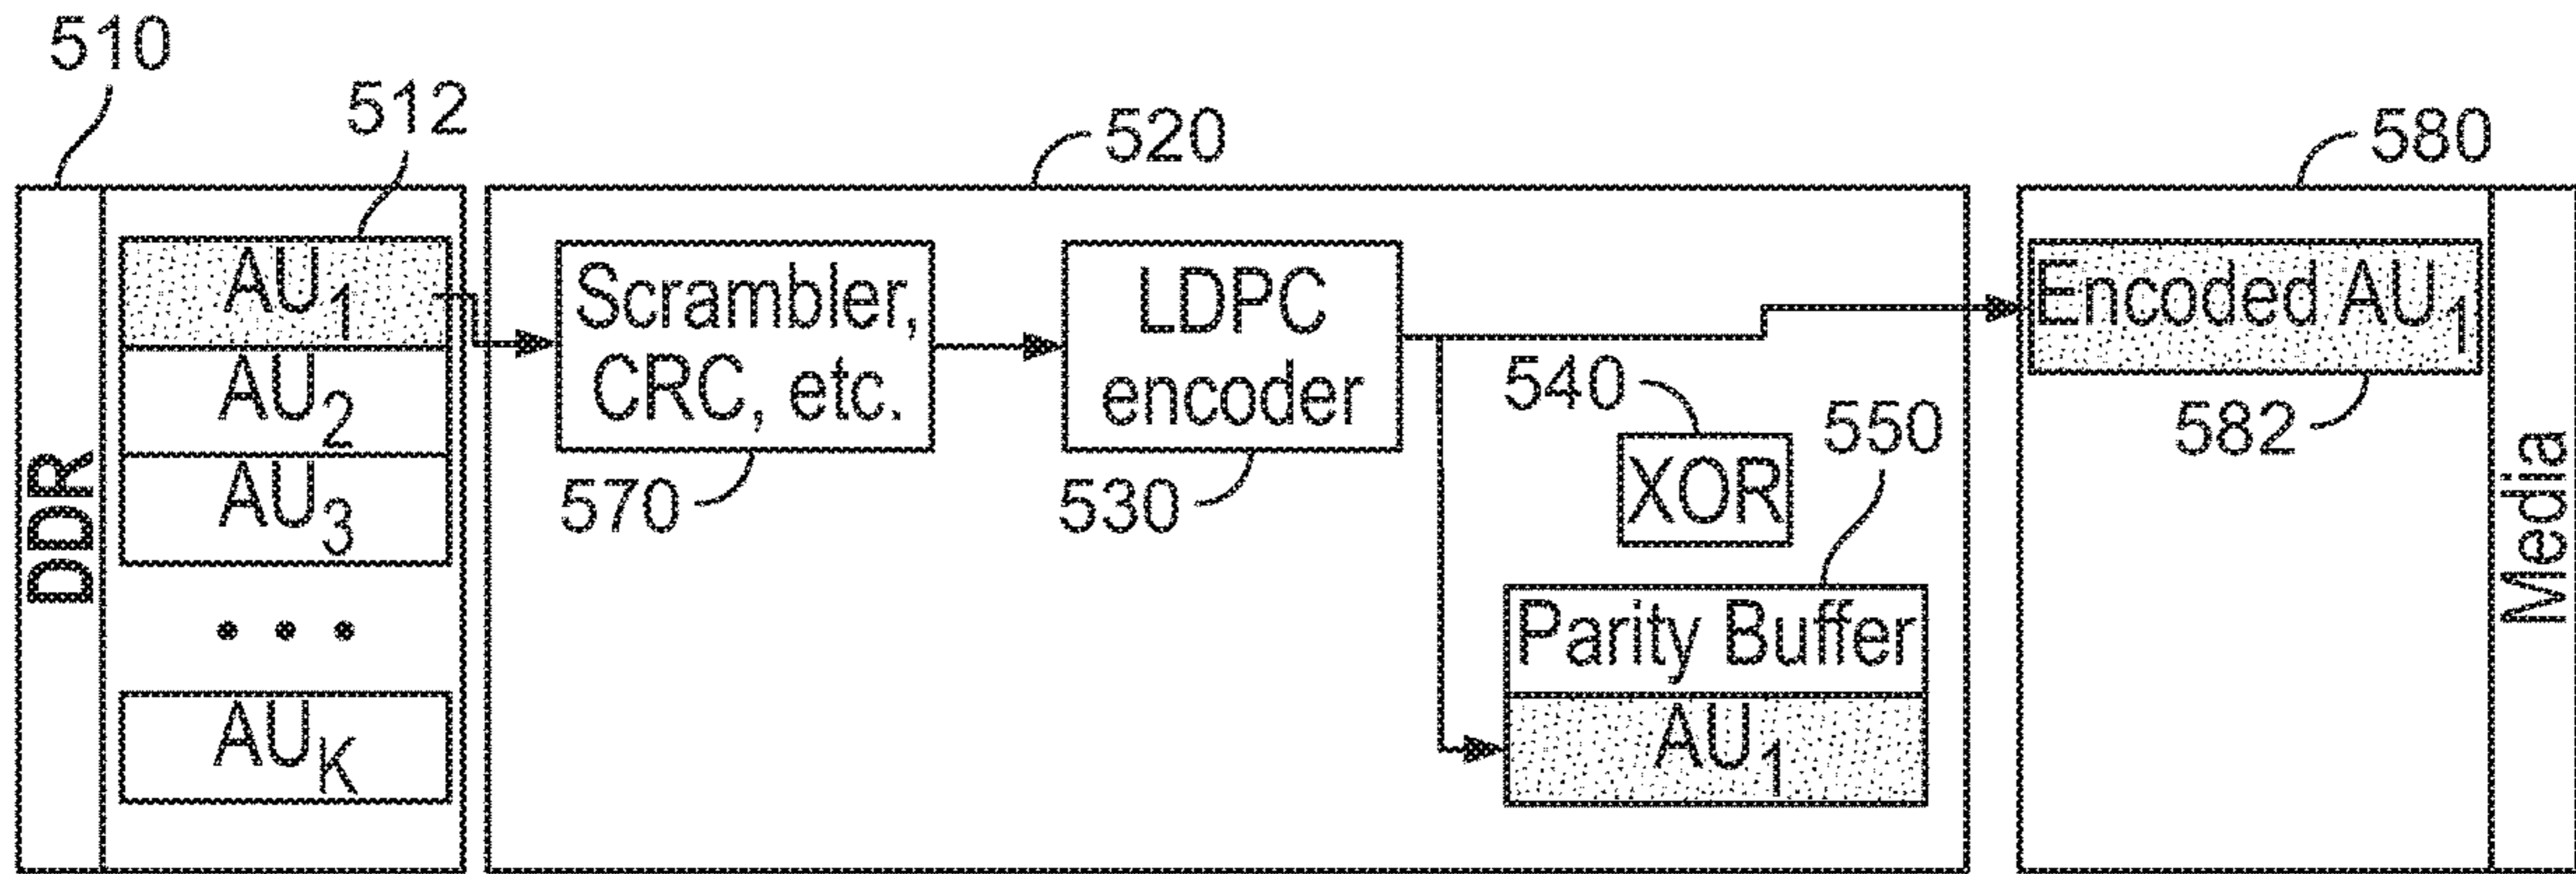 510
512
520
580
DDR
AU1
AU2
AU3
• • •
AUK
Scrambler,
CRC, etc.
570
LDPC
encoder
530
540
XOR
550
Parity Buffer
AU1
Encoded AU1
582
Media